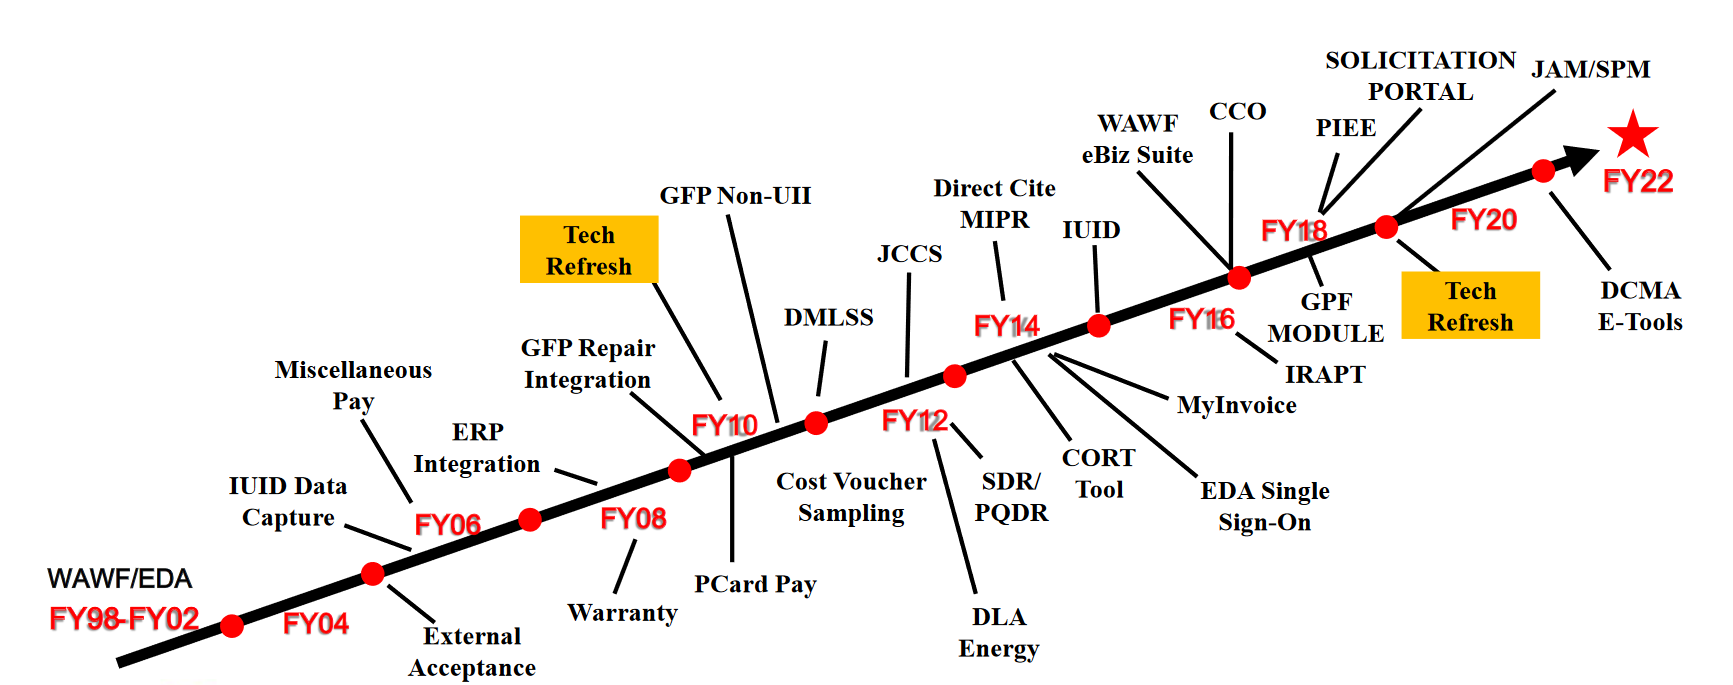 WAWF/EDA
FY98-FY02
FY04
External
Acceptance
IUID Data
Capture
Miscellaneous
Pay
FY06
ERP
Integration
FY08
Warranty
GFP Repair
Integration
Tech
Refresh
FY10
PCard Pay
GFP Non-UII
DMLSS
Cost Voucher
Sampling
JCCS
FY12
SDR/
PQDR
DLA
Energy
Direct Cite
MIPR
FY14
CORT
Tool
IUID
MyInvoice
EDA Single
Sign-On
WAWF
eBiz Suite
CCO
FY16
IRAPT
FY18
PIEE
SOLICITATION
PORTAL
GPF
MODULE
JAM/SPM
Tech
Refresh
FY20
DCMA
E-Tools
FY22